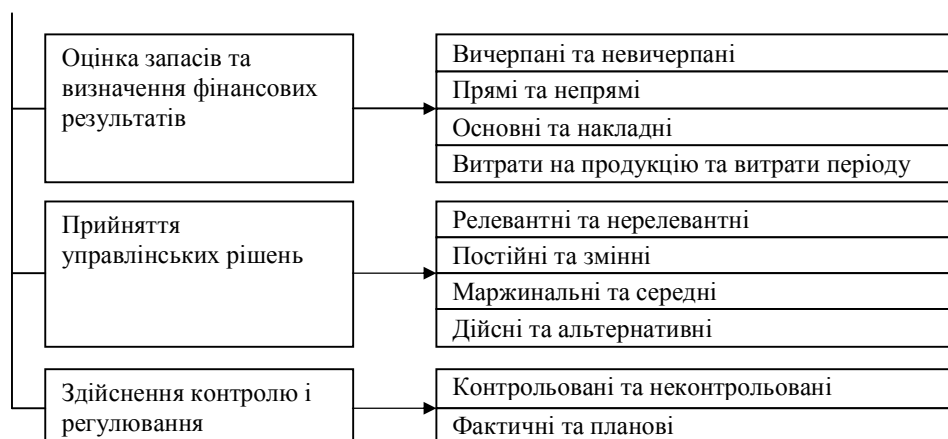 Оцінка запасів та
визначення фінансових
результатів
Вичерпані та невичерпані
Прямі та непрямі
Основні та накладні
Витрати на продукцію та витрати періоду
Прийняття
управлінських рішень
Релевантні та нерелевантні
Постійні та змінні
Маржинальні та середні
Дійсні та альтернативні
Здійснення контролю і
регулювання
Контрольовані та неконтрольовані
Фактичні та планові